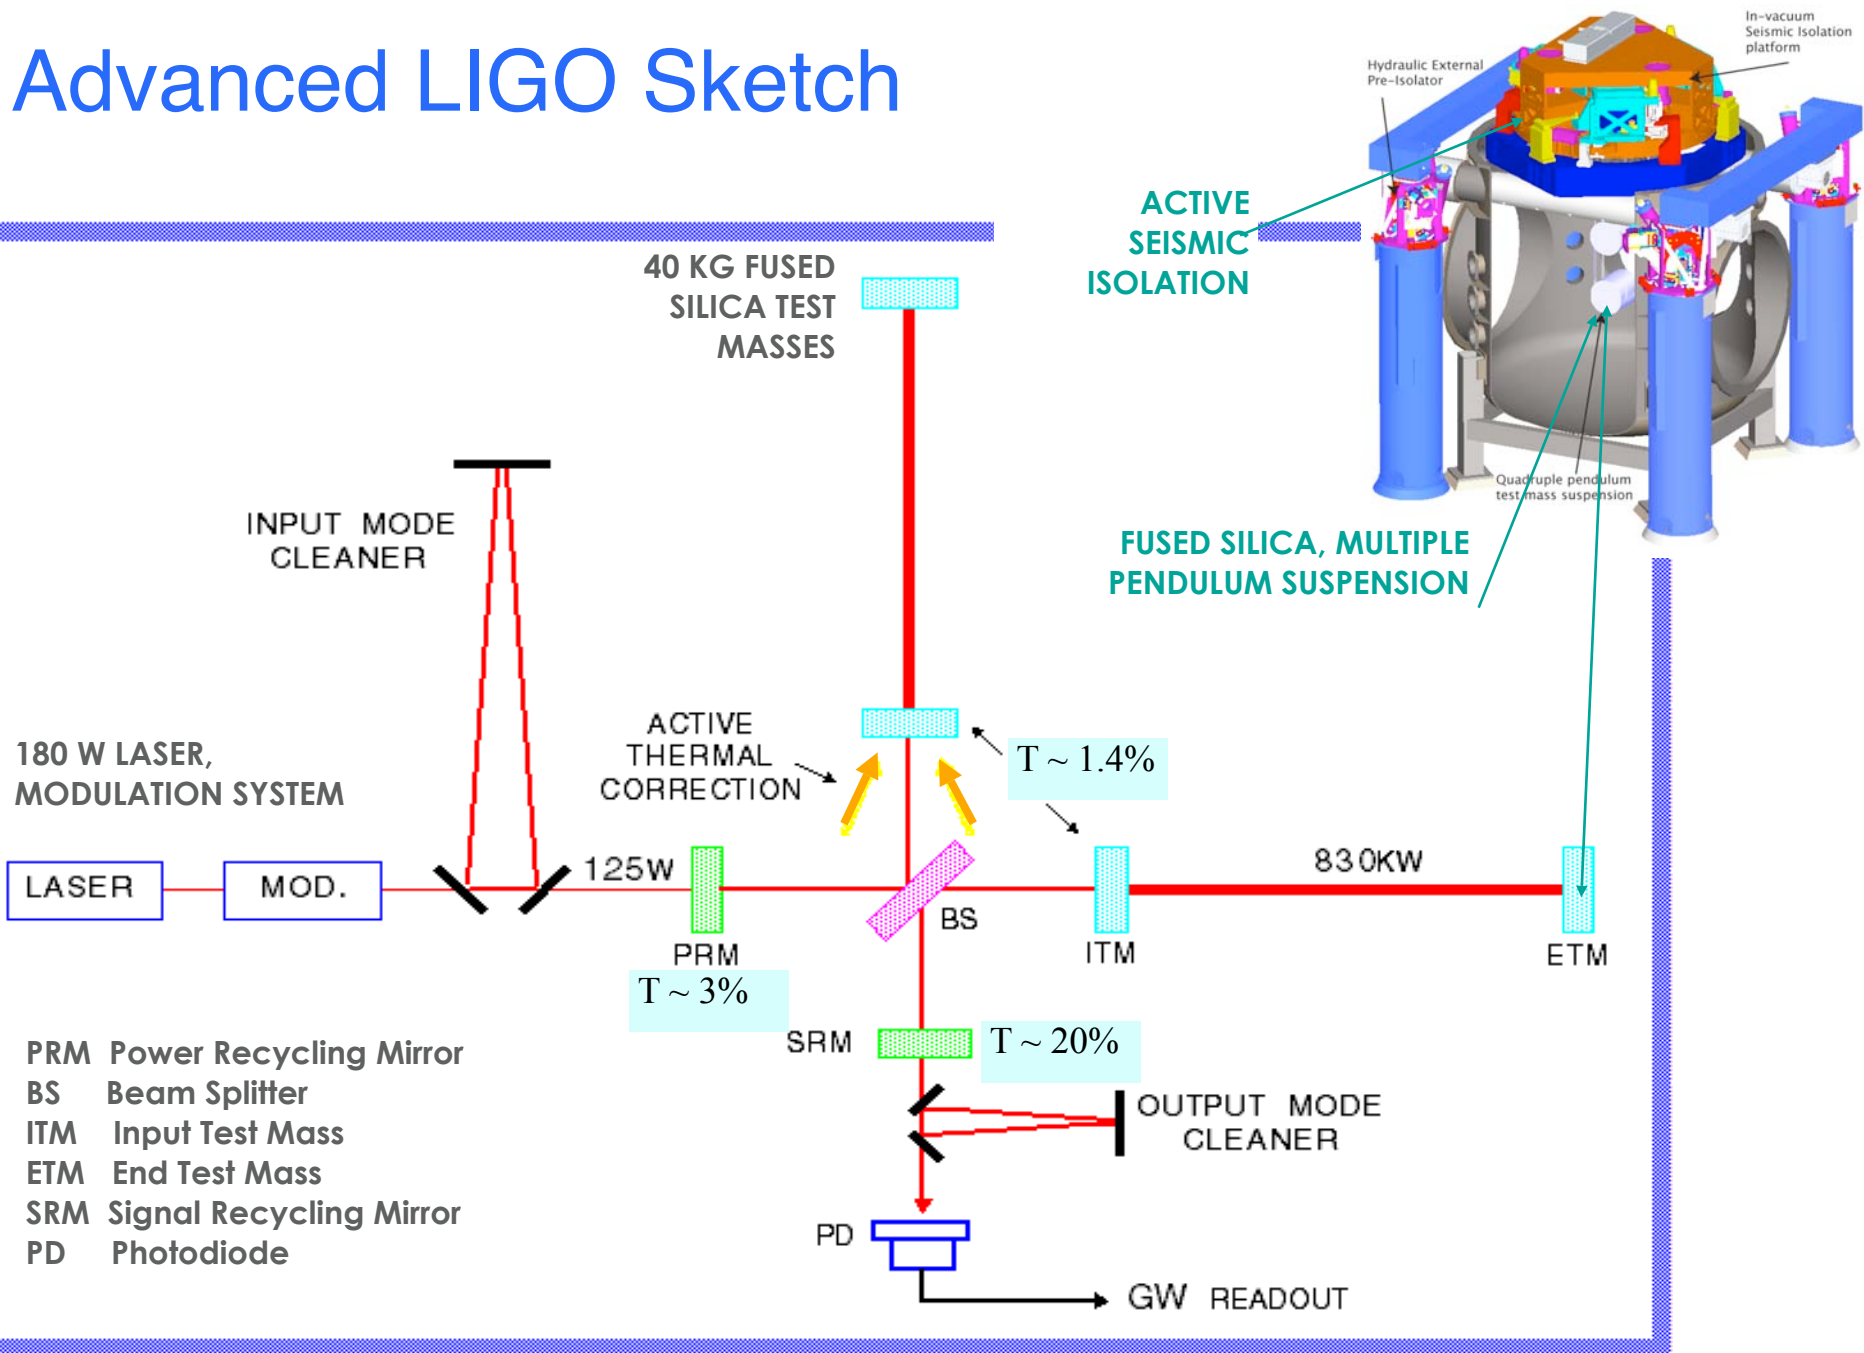 Advanced LIGO Sketch
In-vacuum
Seismic Isolation
platform
Hydraulic External
Pre-Isolator
ACTIVE
SEISMIC
ISOLATION
40 KG FUSED
SILICA TEST
MASSES
Quadruple pendulum
test mass suspension
INPUT MODE
CLEANER
FUSED SILICA, MULTIPLE
PENDULUM SUSPENSION
ACTIVE
THERMAL
CORRECTION
T ~ 1.4%
180 W LASER,
MODULATION SYSTEM
LASER
MOD.
125W
830KW
BS
PRM
ITM
ETM
T ~ 3%
SRM
T ~ 20%
PRM Power Recycling Mirror
BS Beam Splitter
ITM Input Test Mass
ETM End Test Mass
SRM Signal Recycling Mirror
PD Photodiode
OUTPUT MODE
CLEANER
PD
GW READOUT